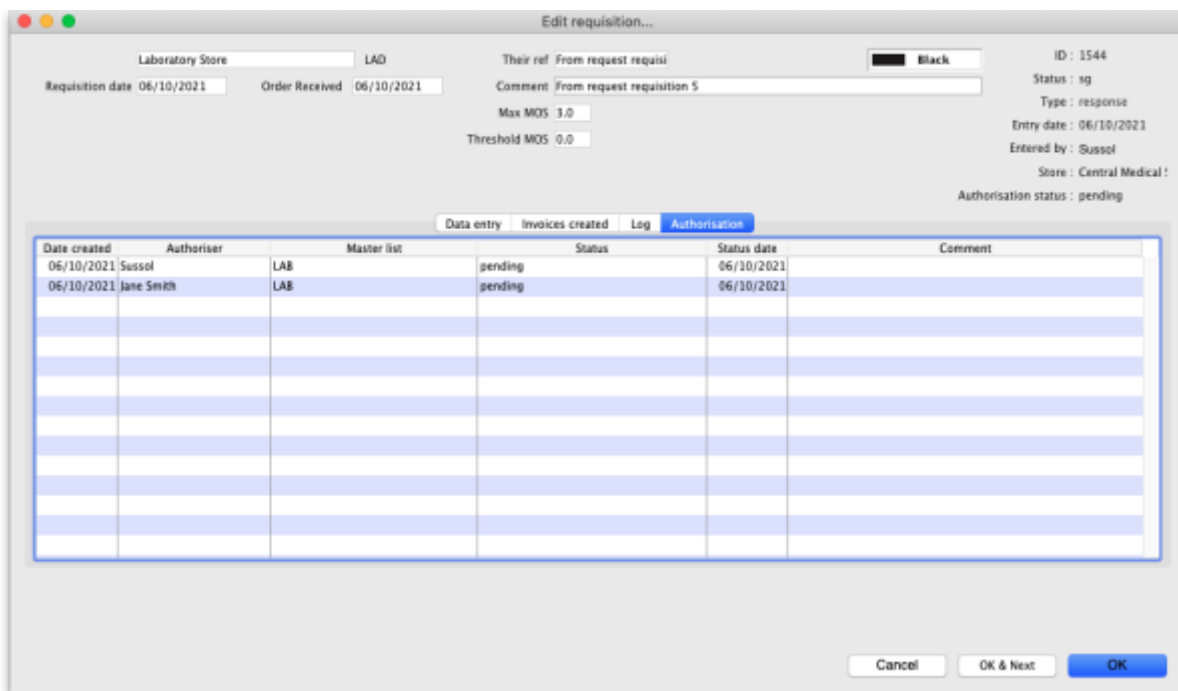 Edit requisition...
Laboratory Store LAD Their ref From request requisi Black ID : 1544
Requisition date 06/10/2021 Order Received 06/10/2021 Comment From request requisition 5 Status : sg
Max MOS 3.0 Type : response
Threshold MOS 0.0 Entry date : 06/10/2021
Entered by : Sussol
Store : Central Medical
Authorisation status : pending
Data entry Invoices created Log Authorisation
Date created Authoriser Master list Status Status date Comment
06/10/2021 Sussol LAB pending 06/10/2021
06/10/2021 Jane Smith LAB pending 06/10/2021
Cancel OK & Next OK